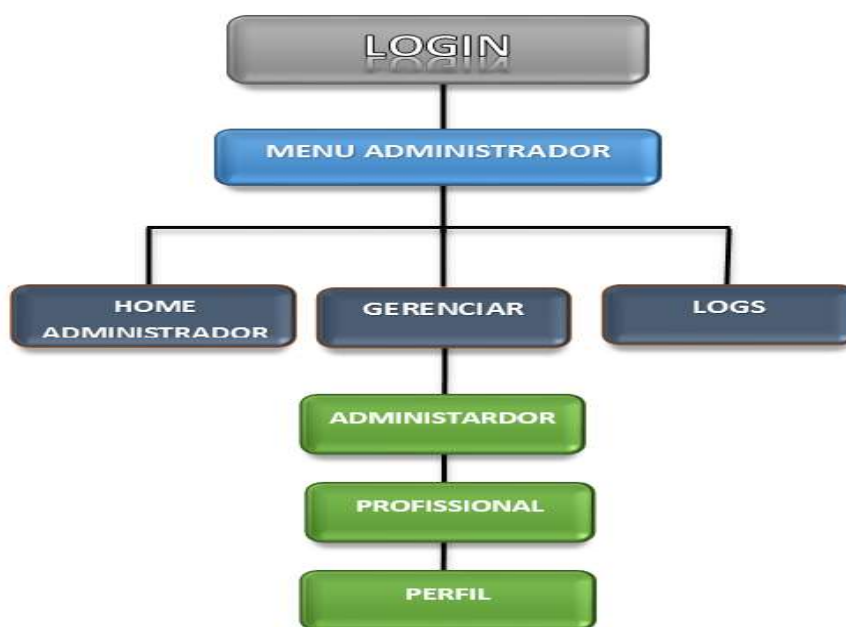 LOGIN
MENU ADMINISTRADOR
HOME
ADMINISTRADOR
GERENCIAR
LOGS
ADMINISTARDOR
PROFISSIONAL
PERFIL